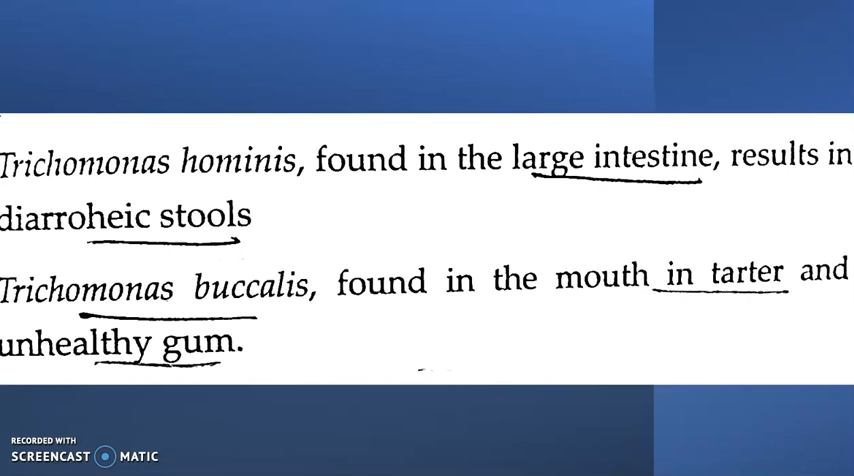 Trichomonas hominis, found in the large intestine, results in
diarroheic stools
Trichomonas buccalis, found in the mouth in tarter and
unhealthy gum.
RECORDED WITH
SCREENCAST MATIC